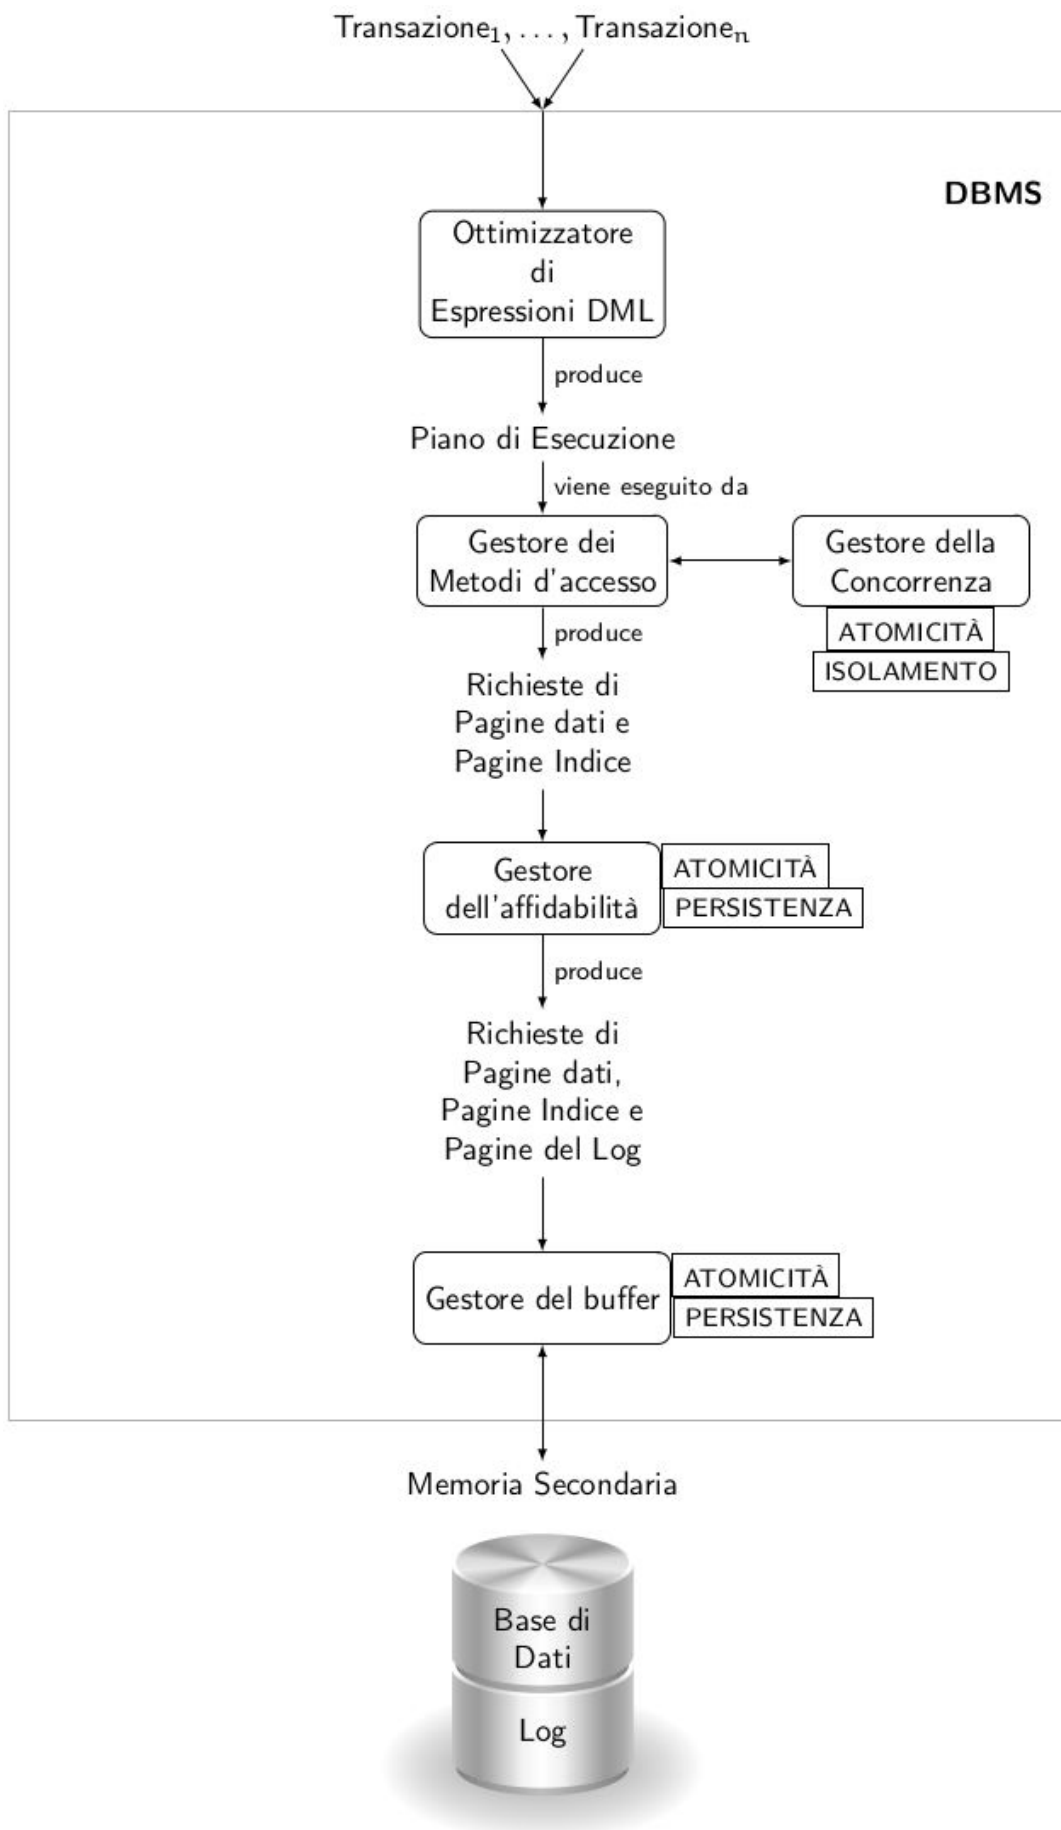 Transazione₁, . . . , Transazioneₙ
DBMS
Ottimizzatore
di
Espressioni DML
produce
Piano di Esecuzione
viene eseguito da
Gestore dei
Metodi d'accesso
Gestore della
Concorrenza
ATOMICITÀ
ISOLAMENTO
produce
Richieste di
Pagine dati e
Pagine Indice
Gestore
dell'affidabilità
ATOMICITÀ
PERSISTENZA
produce
Richieste di
Pagine dati,
Pagine Indice e
Pagine del Log
Gestore del buffer
ATOMICITÀ
PERSISTENZA
Memoria Secondaria
Base di
Dati
Log